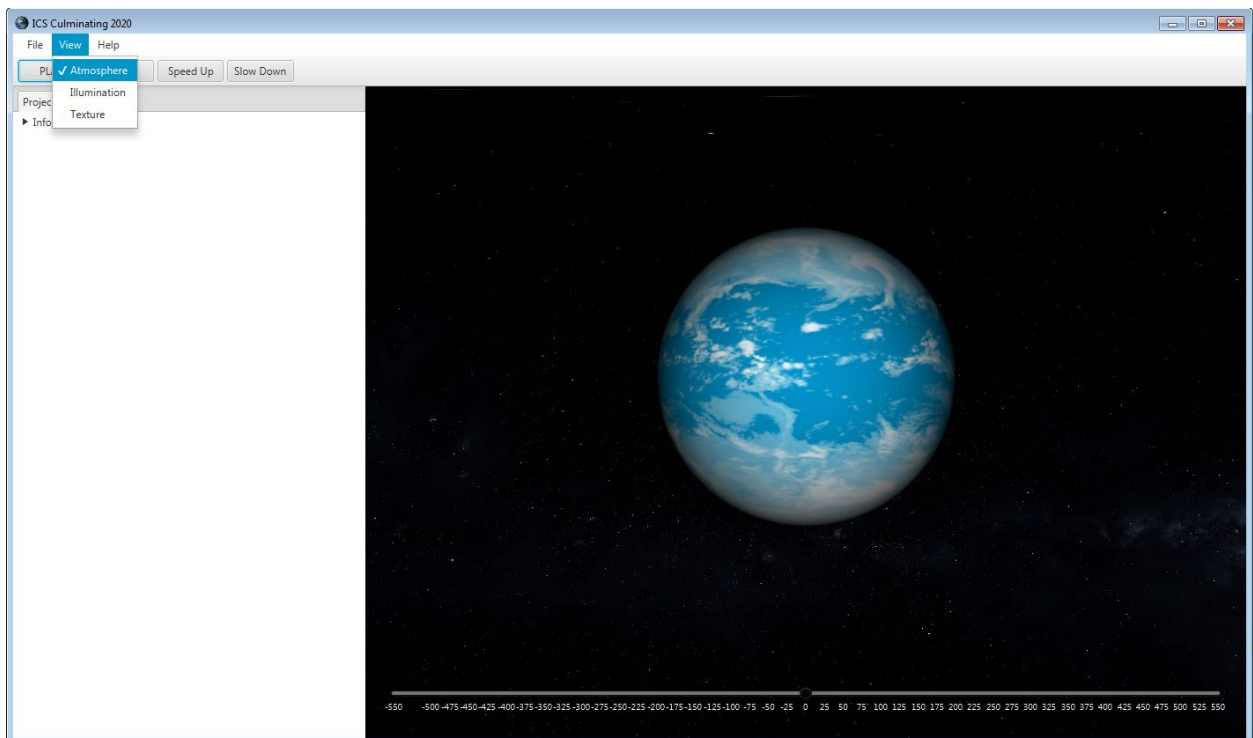 ICS Culminating 2020
File View Help
PL
Speed Up Slow Down
✓ Atmosphere
Illumination
Texture
Projec
Info
-550 -500 -475 -450 -425 -400 -375 -350 -325 -300 -275 -250 -225 -200 -175 -150 -125 -100 -75 -50 -25 0 25 50 75 100 125 150 175 200 225 250 275 300 325 350 375 400 425 450 475 500 525 550